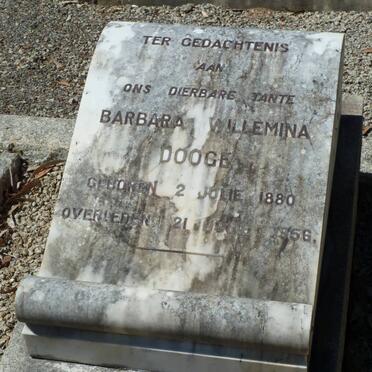 TER GEDACHTENIS
AAN
ONS DIERBARE TANTE
BARBARA WILLEMINA
DOOGE
GEBOREN 2 JULIE 1880
OVERLEDEN 21